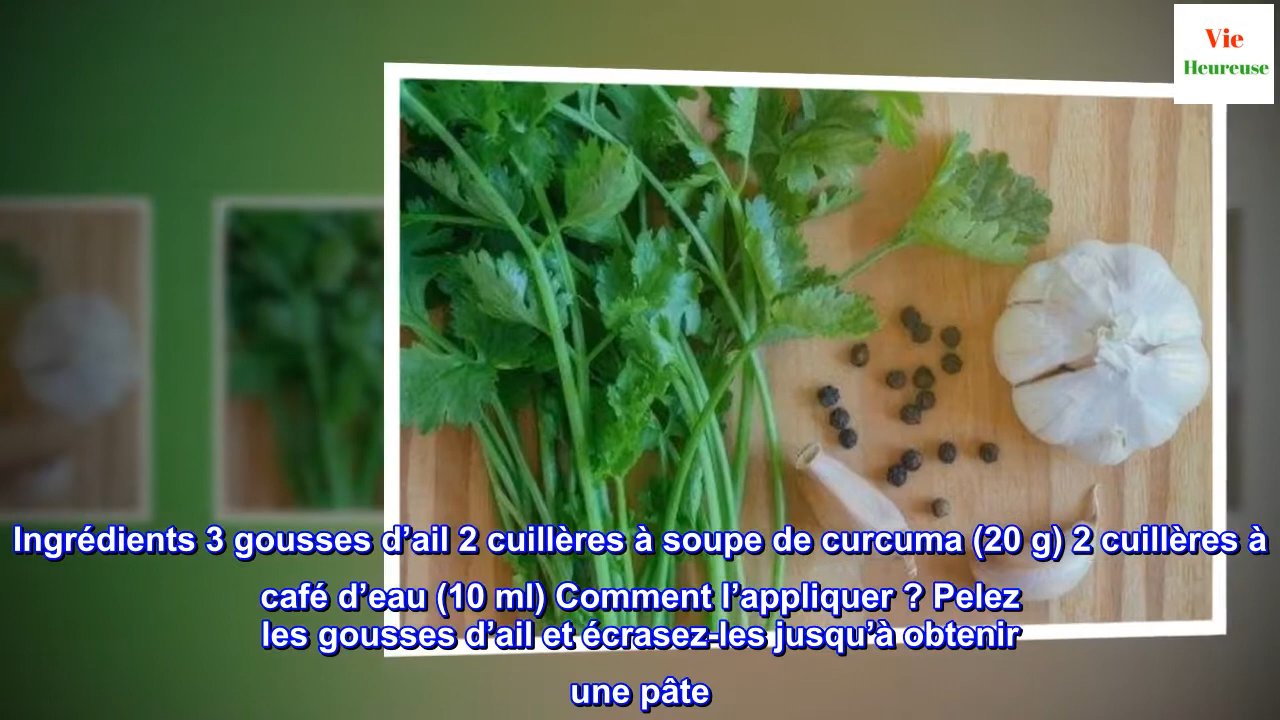 Vie
Heureuse
Ingrédients 3 gousses d’ail 2 cuillères à soupe de curcuma (20 g) 2 cuillères à
café d’eau (10 ml) Comment l’appliquer ? Pelez
les gousses d’ail et écrasez-les jusqu’à obtenir
une pâte